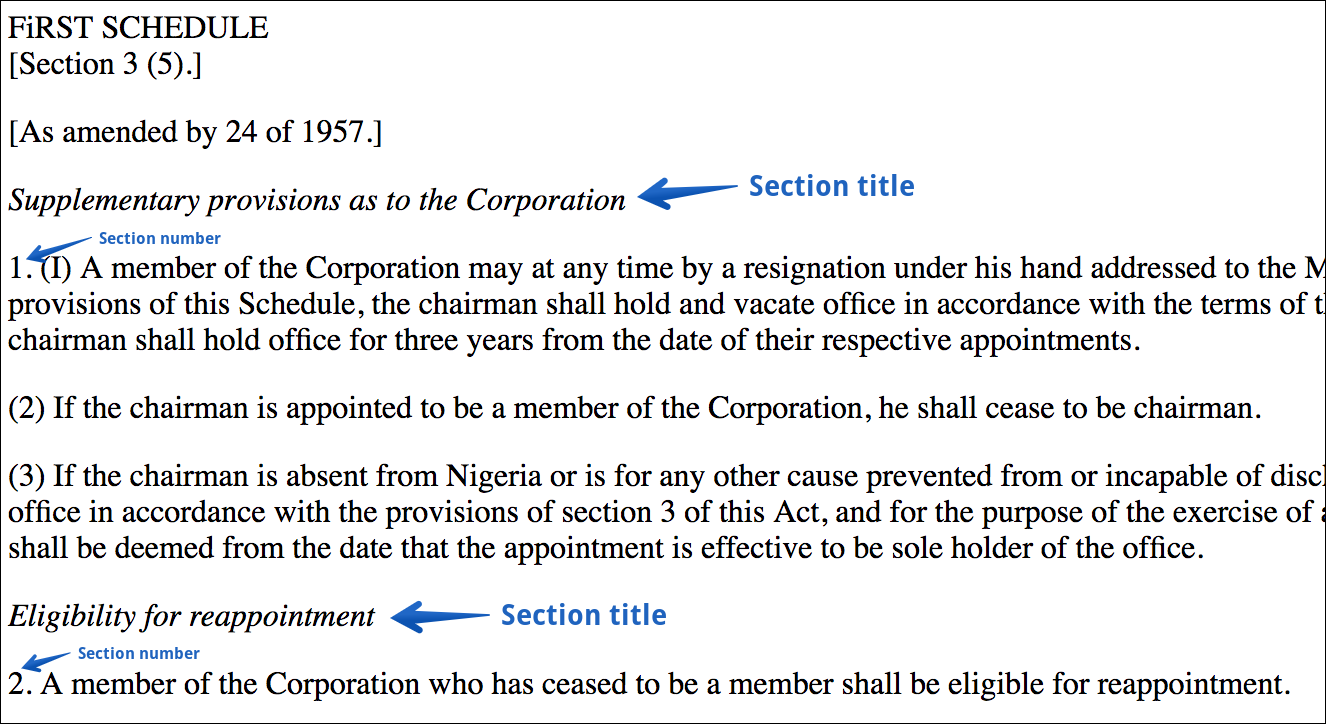 FiRST SCHEDULE
[Section 3 (5).]
[As amended by 24 of 1957.]
Supplementary provisions as to the Corporation
Section title
Section number
1. (I) A member of the Corporation may at any time by a resignation under his hand addressed to the
provisions of this Schedule, the chairman shall hold and vacate office in accordance with the terms of
chairman shall hold office for three years from the date of their respective appointments.
(2) If the chairman is appointed to be a member of the Corporation, he shall cease to be chairman.
(3) If the chairman is absent from Nigeria or is for any other cause prevented from or incapable of
office in accordance with the provisions of section 3 of this Act, and for the purpose of the exercise of
shall be deemed from the date that the appointment is effective to be sole holder of the office.
Eligibility for reappointment
Section title
Section number
2. A member of the Corporation who has ceased to be a member shall be eligible for reappointment.